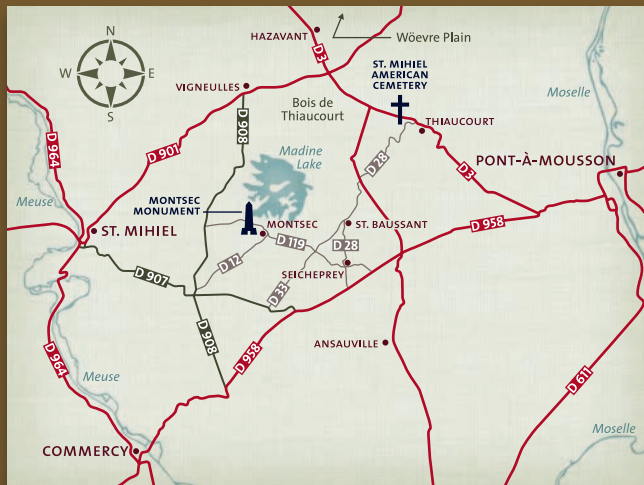 N
W
E
S
HAZAVANT
D3
Wöevre Plain
ST. MIHIEL
AMERICAN
CEMETERY
Moselle
VIGNEULLES
Bois de
Thiaucourt
THIAUCOURT
D 964
D 901
D 908
Madine
Lake
D 28
D3
PONT-À-MOUSSON
Meuse
MONTSEC
MONUMENT
ST. MIHIEL
MONTSEC
ST. BAUSSANT
D 958
D 119
D 28
D 12
SEICHEPREY
D 907
D 33
D 908
D 958
ANSAUVILLE
D 964
Meuse
D 611
COMMERCY
Moselle